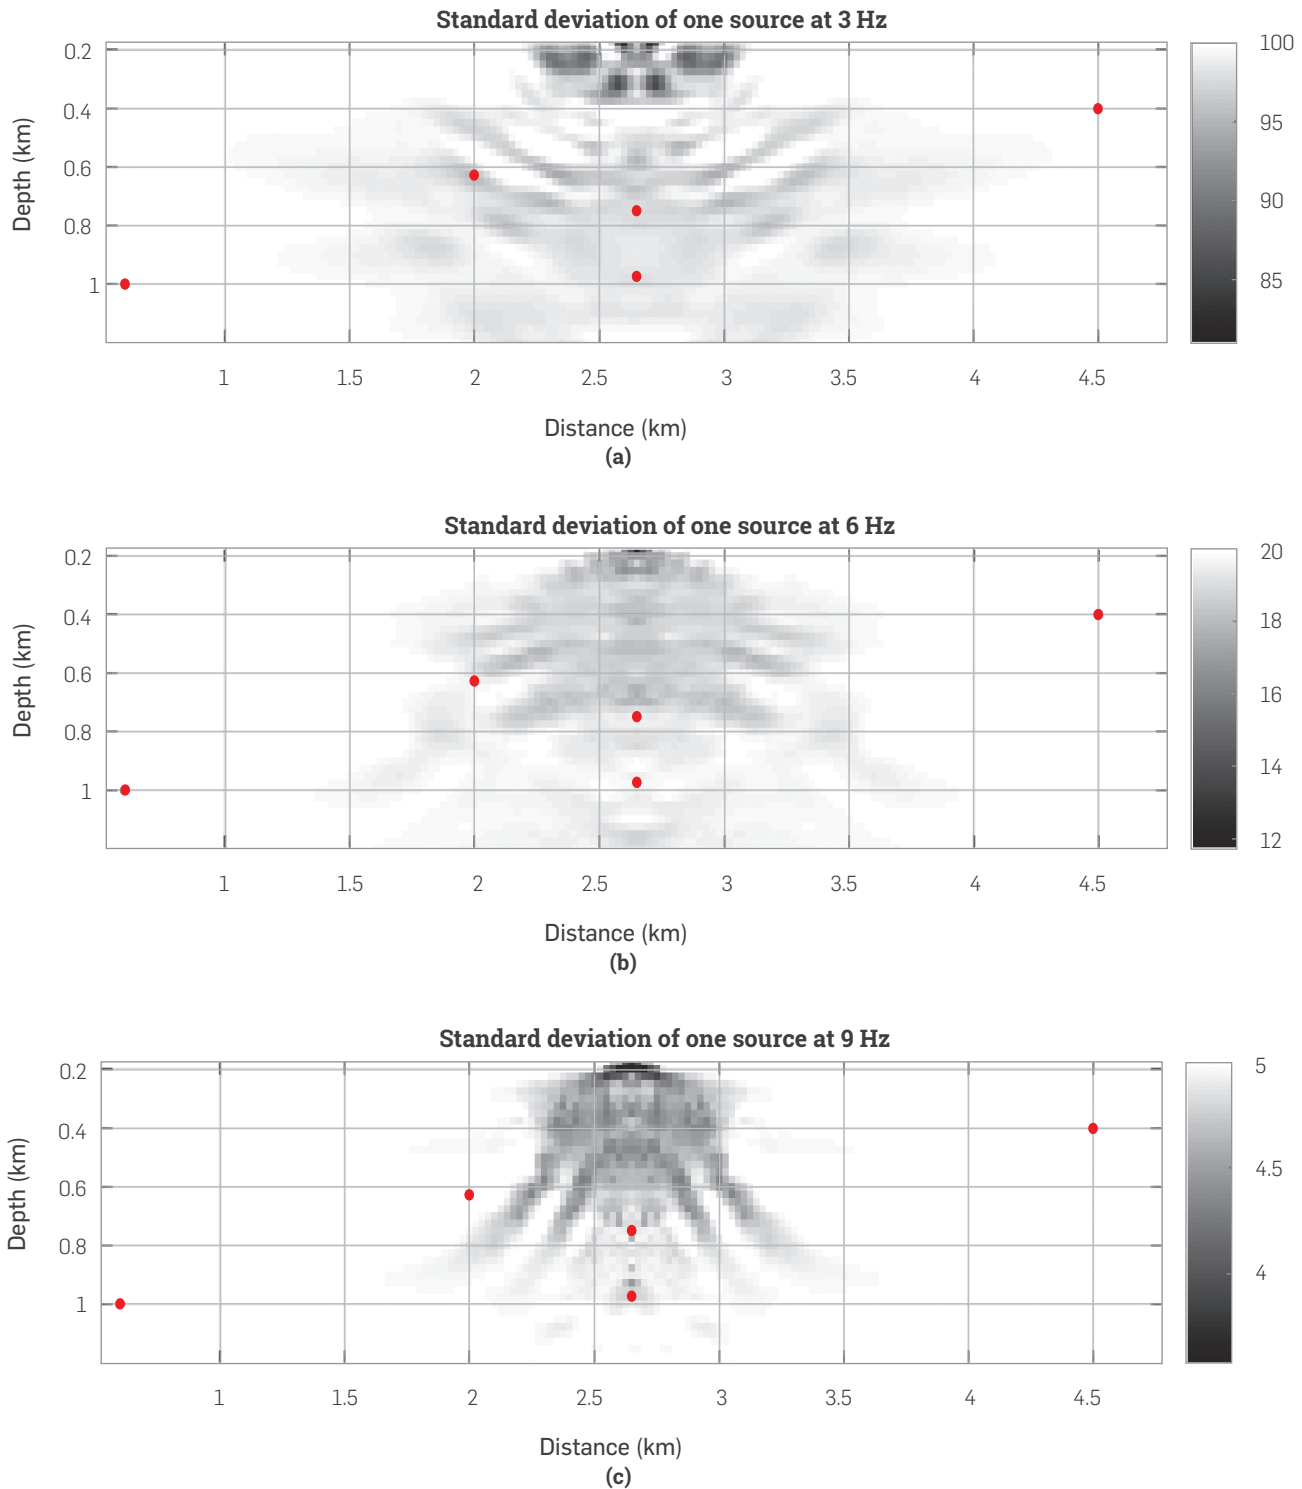 Standard deviation of one source at 3 Hz
0.2
0.4
0.6
0.8
1
Depth (km)
100
95
90
85
1 1.5 2 2.5 3 3.5 4 4.5
Distance (km)
(a)
Standard deviation of one source at 6 Hz
0.2
0.4
0.6
0.8
1
Depth (km)
20
18
16
14
12
1 1.5 2 2.5 3 3.5 4 4.5
Distance (km)
(b)
Standard deviation of one source at 9 Hz
0.2
0.4
0.6
0.8
1
Depth (km)
5
4.5
4
1 1.5 2 2.5 3 3.5 4 4.5
Distance (km)
(c)